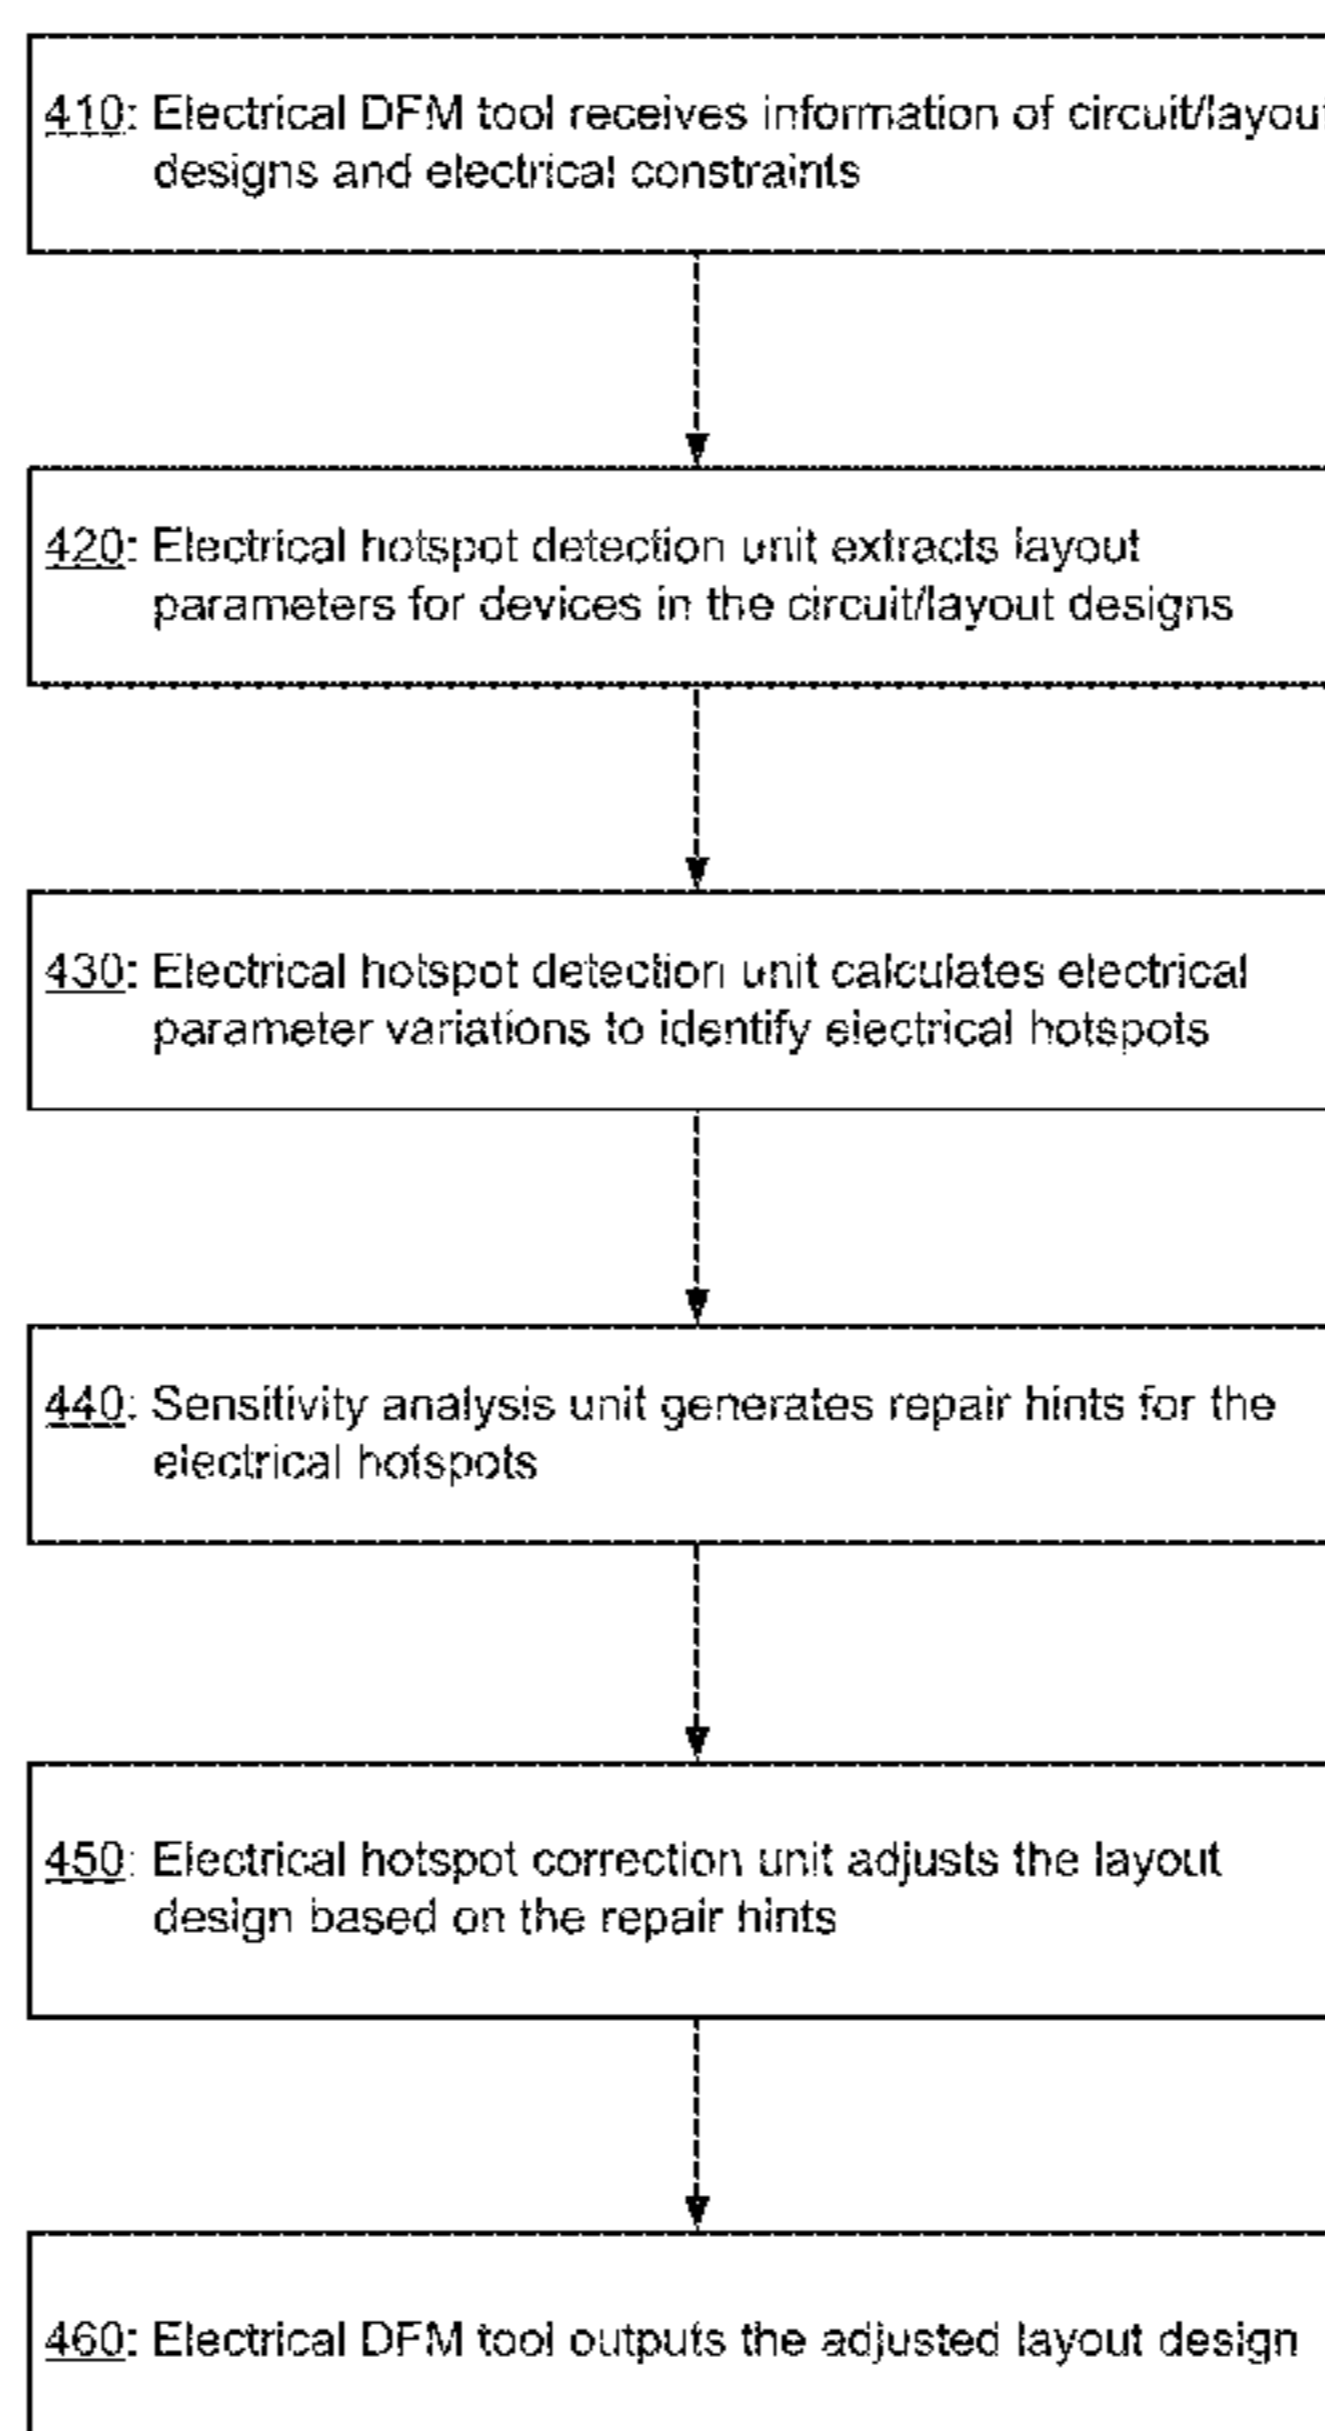 410: Electrical DFM tool receives information of circuit/layout
designs and electrical constraints
420: Electrical hotspot detection unit extracts layout
parameters for devices in the circuit/layout designs
430: Electrical hotspot detection unit calculates electrical
parameter variations to identify electrical hotspots
440: Sensitivity analysis unit generates repair hints for the
electrical hotspots
450: Electrical hotspot correction unit adjusts the layout
design based on the repair hints
460: Electrical DFM tool outputs the adjusted layout design